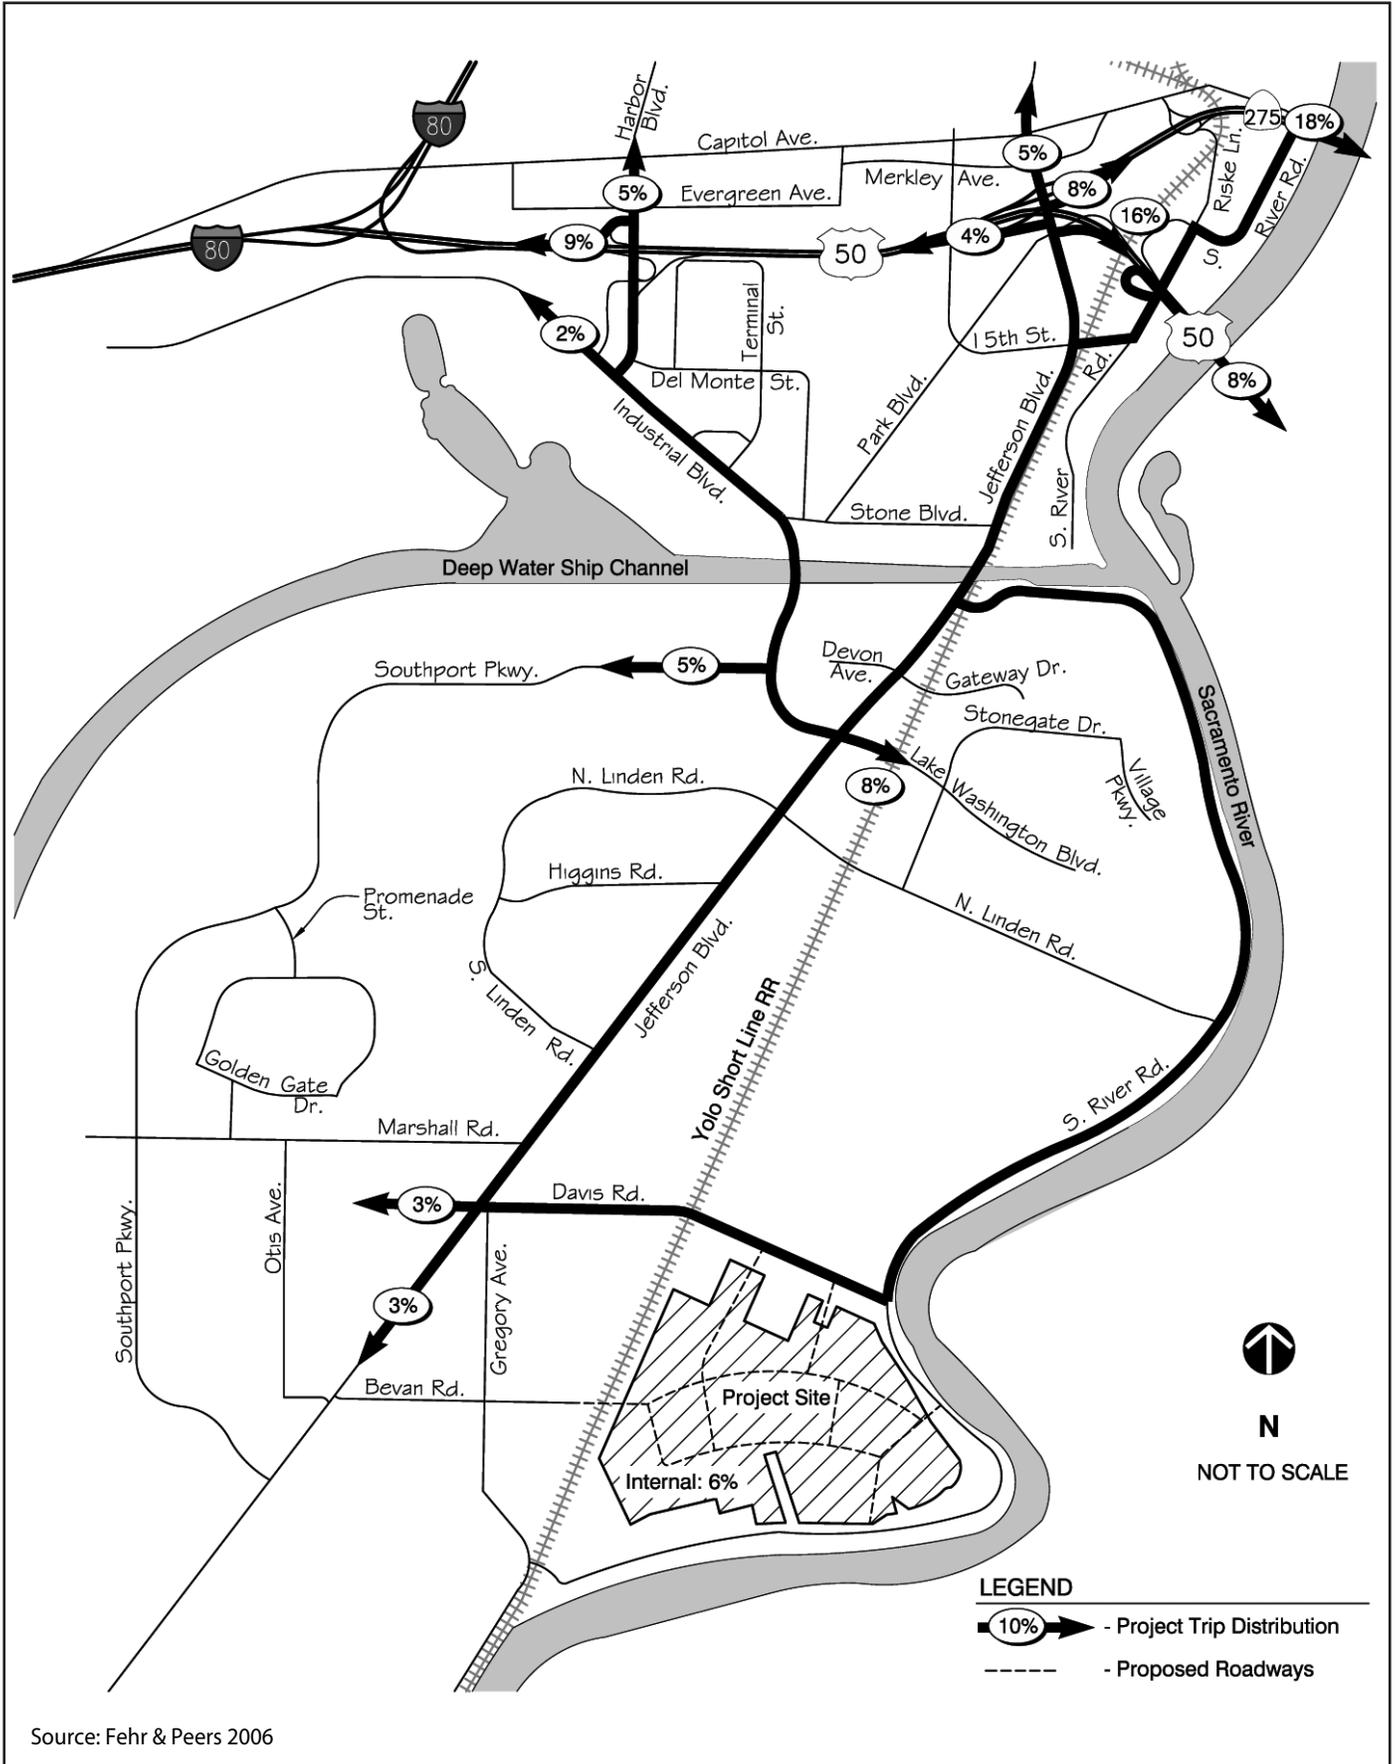 80
Harbor
Blvd.
Capitol Ave.
5%
Evergreen Ave.
Merkley Ave.
5%
8%
16%
275
18%
Riske Ln.
River Rd.
S.
80
9%
50
4%
2%
Terminal
St.
Del Monte St.
15th St.
Rd.
50
8%
Industrial Blvd.
Park Blvd.
Jefferson Blvd.
S. River
Stone Blvd.
Deep Water Ship Channel
Southport Pkwy.
5%
Devon
Ave.
Gateway Dr.
Stonegate Dr.
Village
Pkwy.
Sacramento River
N. Linden Rd.
8%
Lake Washington Blvd.
Higgins Rd.
Promenade
St.
N. Linden Rd.
S. Linden Rd.
Jefferson Blvd.
Yolo Short Line RR
Golden Gate
Dr.
S. River Rd.
Marshall Rd.
Southport Pkwy.
Otis Ave.
3%
Davis Rd.
Gregory Ave.
3%
Bevan Rd.
Project Site
Internal: 6%
N
NOT TO SCALE
LEGEND
10% - Project Trip Distribution
- Proposed Roadways
Source: Fehr & Peers 2006